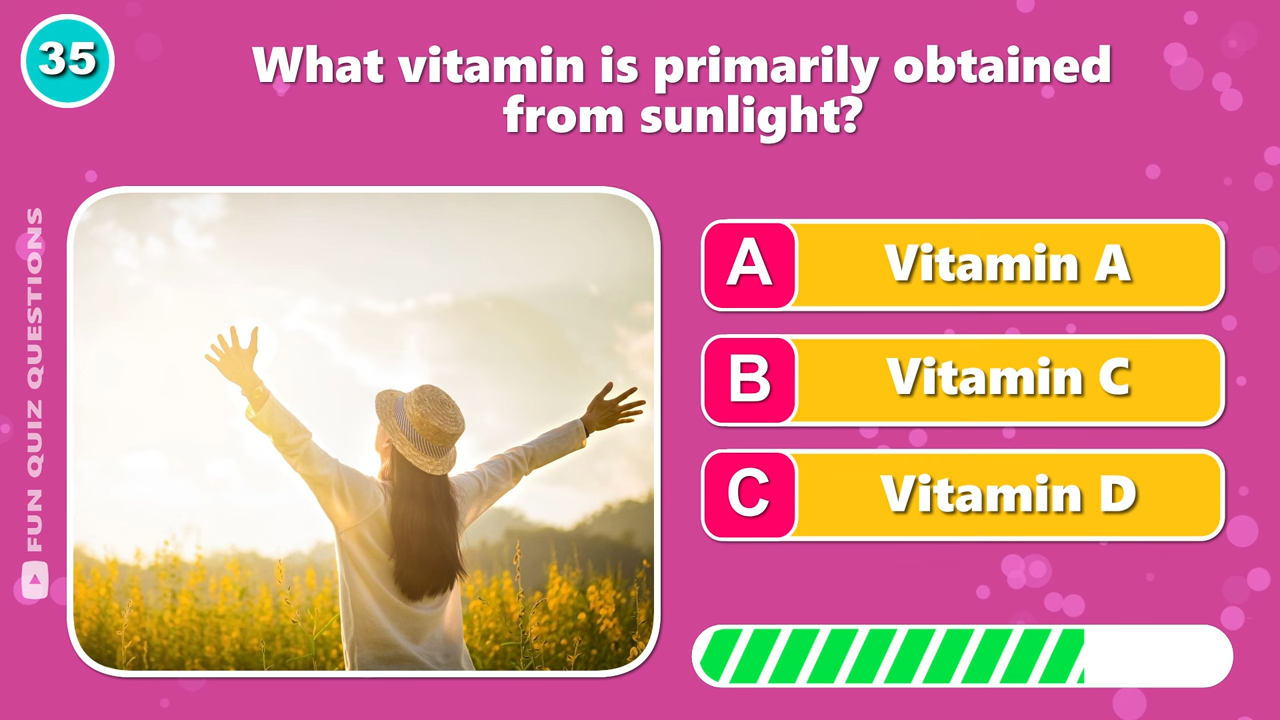 35
What vitamin is primarily obtained
from sunlight?
FUN QUIZ QUESTIONS
A Vitamin A
B Vitamin C
C Vitamin D